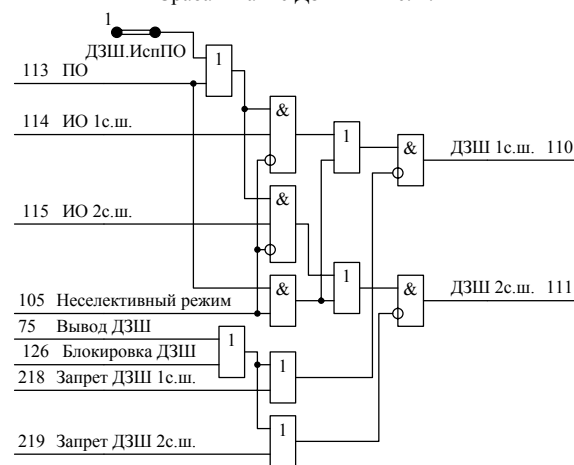 1
ДЗШ.ИспПО
1
113 ПО
&
114 ИО 1с.ш.
1
&
ДЗШ 1с.ш. 110
&
115 ИО 2с.ш.
1
&
&
ДЗШ 2с.ш. 111
105 Неселективный режим
75 Вывод ДЗШ
1
126 Блокировка ДЗШ
1
218 Запрет ДЗШ 1с.ш.
1
219 Запрет ДЗШ 2с.ш.